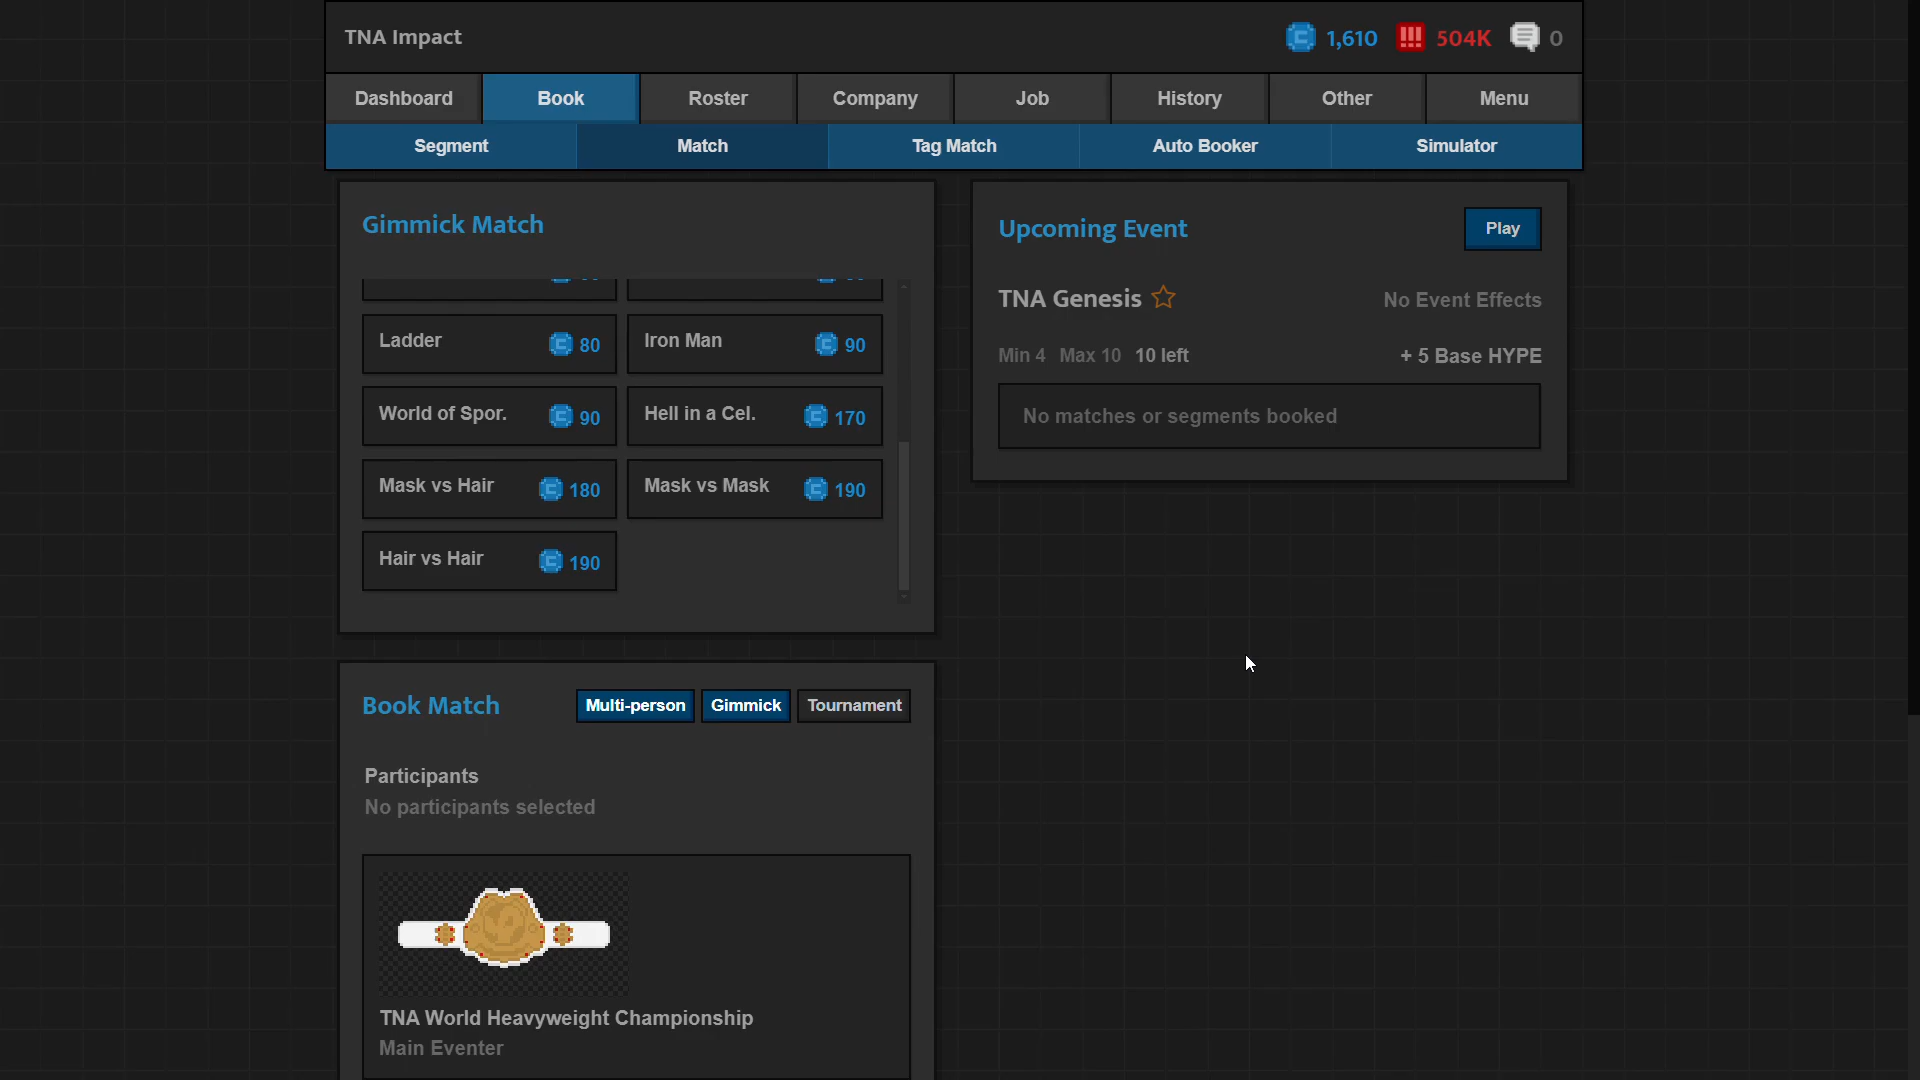 TNA Impact
1,610
504K
0
Dashboard
Book
Roster
Company
Job
History
Other
Menu
Segment
Match
Tag Match
Auto Booker
Simulator
Gimmick Match
Ladder
80
Iron Man
90
World of Spor.
90
Hell in a Cel.
170
Mask vs Hair
180
Mask vs Mask
190
Hair vs Hair
190
Upcoming Event
Play
TNA Genesis
No Event Effects
Min 4 Max 10 10 left
+ 5 Base HYPE
No matches or segments booked
Book Match
Multi-person
Gimmick
Tournament
Participants
No participants selected
TNA World Heavyweight Championship
Main Eventer